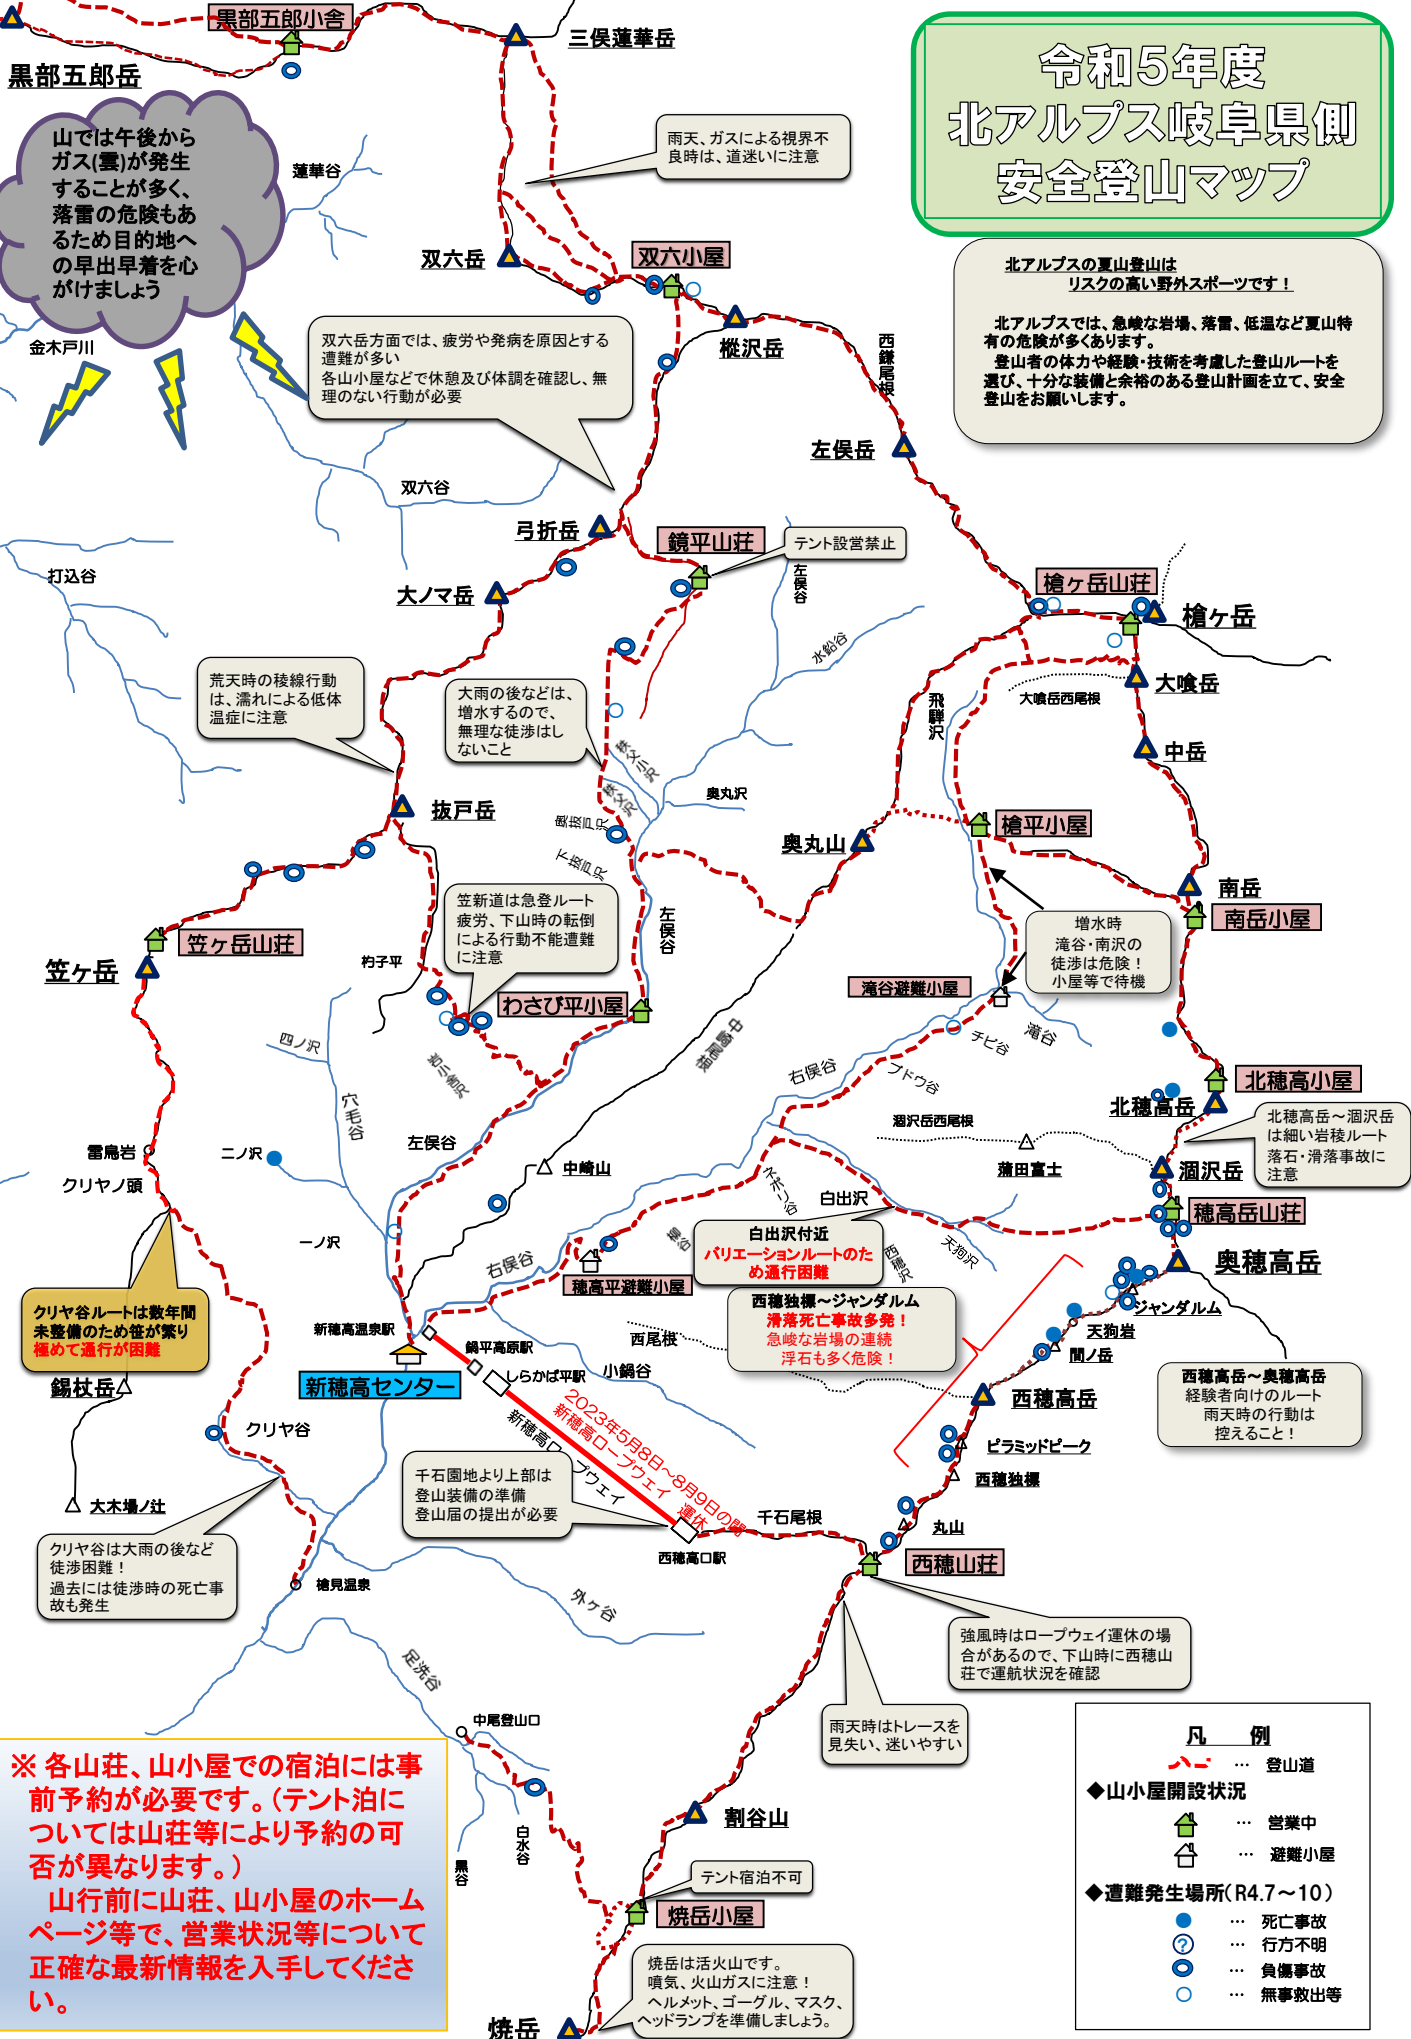 令和5年度
北アルプス岐阜県側
安全登山マップ
北アルプスの夏山登山は
リスクの高い野外スポーツです！
北アルプスでは、急峻な岩場、落雷、低温など夏山特
有の危険が多くあります。
登山者の体力や経験・技術を考慮した登山ルートを
選び、十分な装備と余裕のある登山計画を立て、安全
登山をお願いします。
黒部五郎小舎
三俣蓮華岳
黒部五郎岳
山では午後から
ガス(雲)が発生
することが多く、
落雷の危険もあ
るため目的地へ
の早出早着を心
がけましょう
蓮華谷
雨天、ガスによる視界不
良時は、道迷いに注意
双六岳
双六小屋
樅沢岳
金木戸川
双六岳方面では、疲労や発病を原因とする
遭難が多い
各山小屋などで休憩及び体調を確認し、無
理のない行動が必要
西鎌尾根
左俣岳
双六谷
弓折岳
鏡平山荘
テント設営禁止
左俣谷
打込谷
大ノマ岳
槍ヶ岳山荘
槍ヶ岳
水鉛谷
荒天時の稜線行動
は、濡れによる低体
温症に注意
大雨の後などは、
増水するので、
無理な徒渉はし
ないこと
飛騨沢
大喰岳西尾根
大喰岳
中岳
秩父小沢
秩父沢
奥丸沢
抜戸岳
奥抜戸沢
下抜戸沢
奥丸山
槍平小屋
南岳
南岳小屋
笠新道は急登ルート
疲労、下山時の転倒
による行動不能遭難
に注意
左俣谷
増水時
滝谷・南沢の
徒渉は危険！
小屋等で待機
笠ヶ岳山荘
笠ヶ岳
杓子平
わさび平小屋
滝谷避難小屋
四ノ沢
岩小舎沢
中崎尾根
チビ谷
滝谷
右俣谷
ブドウ谷
北穂高小屋
北穂高岳
穴毛谷
左俣谷
涸沢岳西尾根
蒲田富士
北穂高岳～涸沢岳
は細い岩稜ルート
落石・滑落事故に
注意
雷鳥岩
二ノ沢
クリヤノ頭
中崎山
ネホリ谷
白出沢
涸沢岳
穂高岳山荘
一ノ沢
柳谷
白出沢付近
バリエーションルートのた
め通行困難
天狗沢
西穂沢
奥穂高岳
右俣谷
穂高平避難小屋
クリヤ谷ルートは数年間
未整備のため笹が繁り
極めて通行が困難
西穂独標～ジャンダルム
滑落死亡事故多発！
急峻な岩場の連続
浮石も多く危険！
ジャンダルム
天狗岩
間ノ岳
新穂高温泉駅
鍋平高原駅
しらかば平駅
西尾根
小鍋谷
新穂高センター
錫杖岳
西穂高岳
西穂高岳～奥穂高岳
経験者向けのルート
雨天時の行動は
控えること！
クリヤ谷
新穂高ロープウェイ
2023年5月8日～8月9日の間
新穂高ロープウェイ 運休
ピラミッドピーク
西穂独標
千石園地より上部は
登山装備の準備
登山届の提出が必要
大木場ノ辻
千石尾根
丸山
西穂高口駅
西穂山荘
クリヤ谷は大雨の後など
徒渉困難！
過去には徒渉時の死亡事
故も発生
槍見温泉
外ヶ谷
強風時はロープウェイ運休の場
合があるので、下山時に西穂山
荘で運航状況を確認
足洗谷
雨天時はトレースを
見失い、迷いやすい
中尾登山口
※ 各山荘、山小屋での宿泊には事
前予約が必要です。（テント泊に
ついては山荘等により予約の可
否が異なります。）
山行前に山荘、山小屋のホーム
ページ等で、営業状況等について
正確な最新情報を入手してくださ
い。
割谷山
白水谷
黒谷
テント宿泊不可
焼岳小屋
焼岳は活火山です。
噴気、火山ガスに注意！
ヘルメット、ゴーグル、マスク、
ヘッドランプを準備しましょう。
焼岳
凡 例
… 登山道
◆山小屋開設状況
… 営業中
… 避難小屋
◆遭難発生場所（R4.7～10）
… 死亡事故
? … 行方不明
… 負傷事故
… 無事救出等